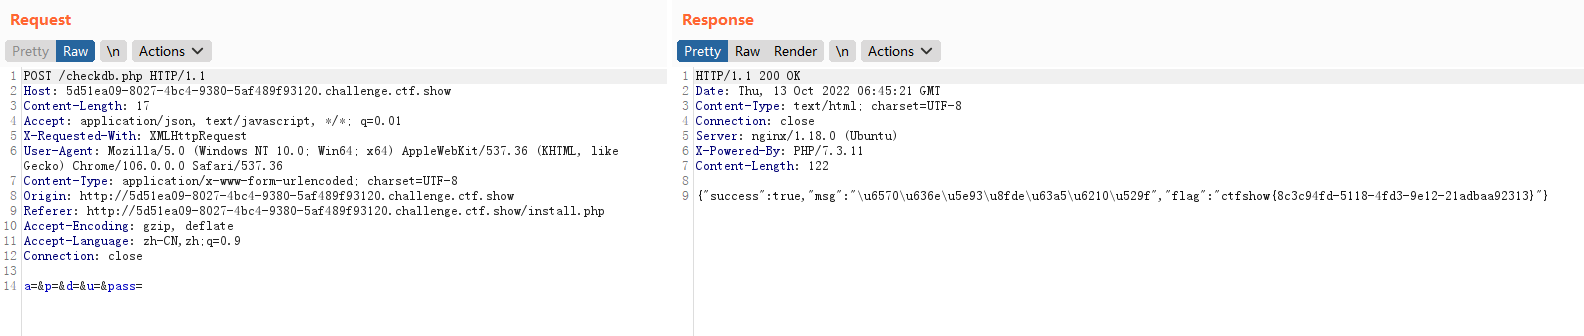 Request
Pretty Raw \n Actions
1 POST /checkdb.php HTTP/1.1
2 Host: 5d51ea09-8027-4bc4-9380-5af489f93120.challenge.ctf.show
3 Content-Length: 17
4 Accept: application/json, text/javascript, */*; q=0.01
5 X-Requested-With: XMLHttpRequest
6 User-Agent: Mozilla/5.0 (Windows NT 10.0; Win64; x64) AppleWebKit/537.36 (KHTML, like
Gecko) Chrome/106.0.0.0 Safari/537.36
7 Content-Type: application/x-www-form-urlencoded; charset=UTF-8
8 Origin: http://5d51ea09-8027-4bc4-9380-5af489f93120.challenge.ctf.show
9 Referer: http://5d51ea09-8027-4bc4-9380-5af489f93120.challenge.ctf.show/install.php
10 Accept-Encoding: gzip, deflate
11 Accept-Language: zh-CN,zh;q=0.9
12 Connection: close
13
14 a=&p=&d=&u=&pass=
Response
Pretty Raw Render \n Actions
1 HTTP/1.1 200 OK
2 Date: Thu, 13 Oct 2022 06:45:21 GMT
3 Content-Type: text/html; charset=UTF-8
4 Connection: close
5 Server: nginx/1.18.0 (Ubuntu)
6 X-Powered-By: PHP/7.3.11
7 Content-Length: 122
8
9 {"success":true,"msg":"\u6570\u636e\u5e93\u8fde\u63a5\u6210\u529f","flag":"ctfshow{8c3c94fd-5118-4fd3-9e12-21adbaa92313}"}